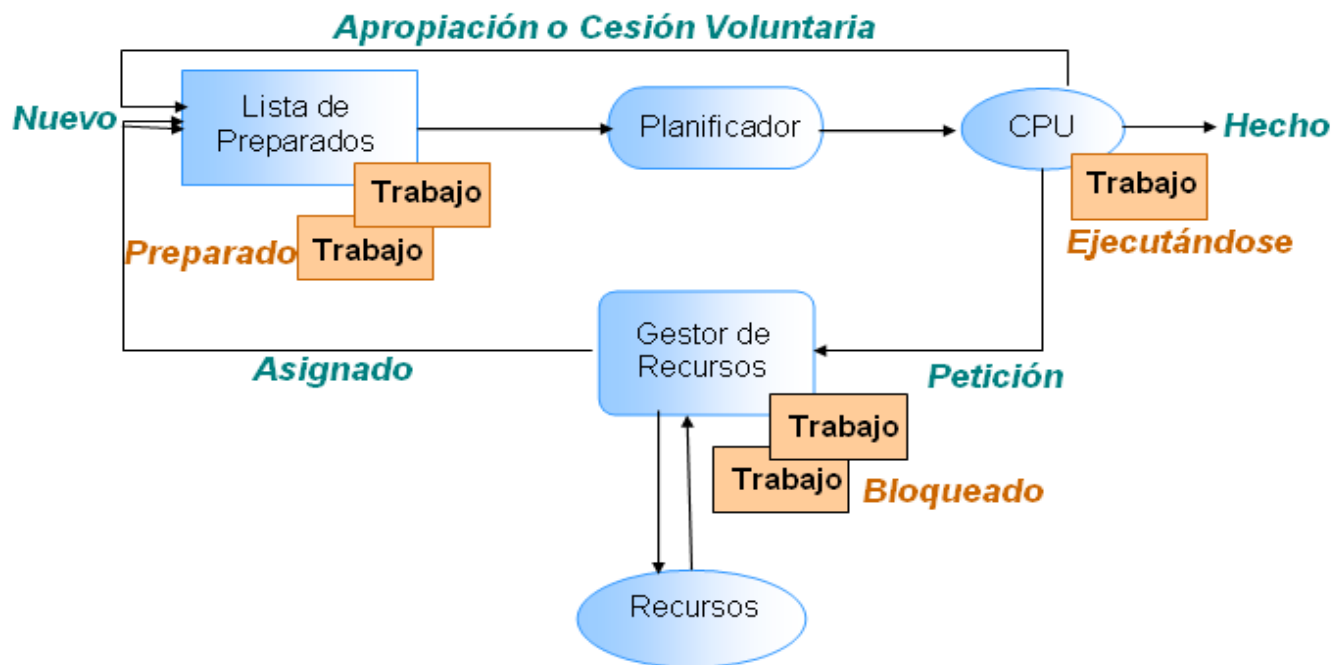 Apropiación o Cesión Voluntaria
Nuevo
Lista de
Preparados
Planificador
CPU
Hecho
Trabajo
Trabajo
Preparado
Trabajo
Ejecutándose
Gestor de
Recursos
Asignado
Petición
Trabajo
Trabajo
Bloqueado
Recursos